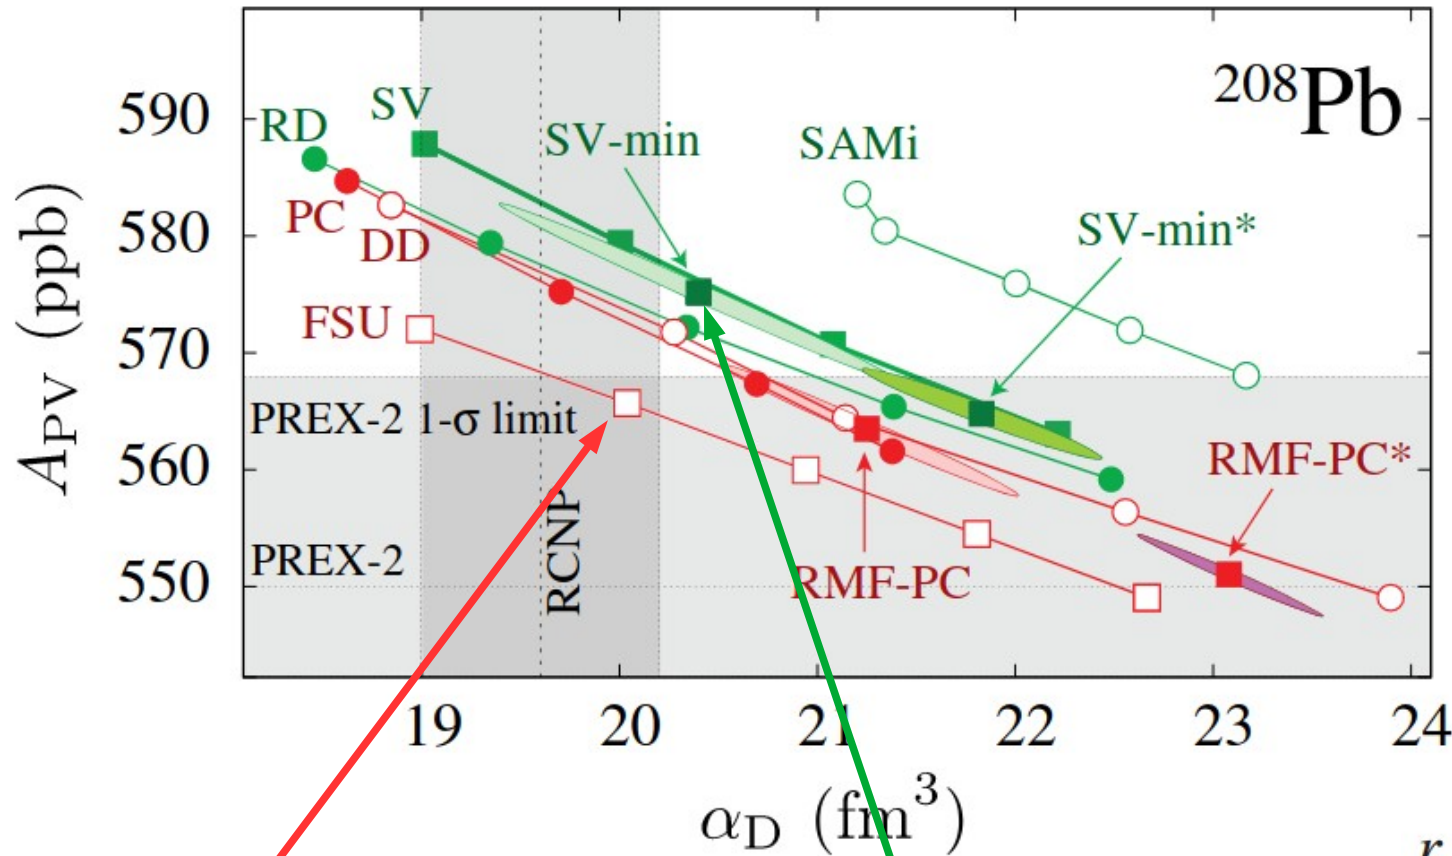 ²⁰⁸Pb
590
RD
SV
SV-min
SAMi
PC
580
DD
SV-min*
FSU
570
A_PV (ppb)
PREX-2 1-σ limit
560
RMF-PC*
RCNP
PREX-2
RMF-PC
550
19 20 21 22 23 24
α_D (fm³)
r